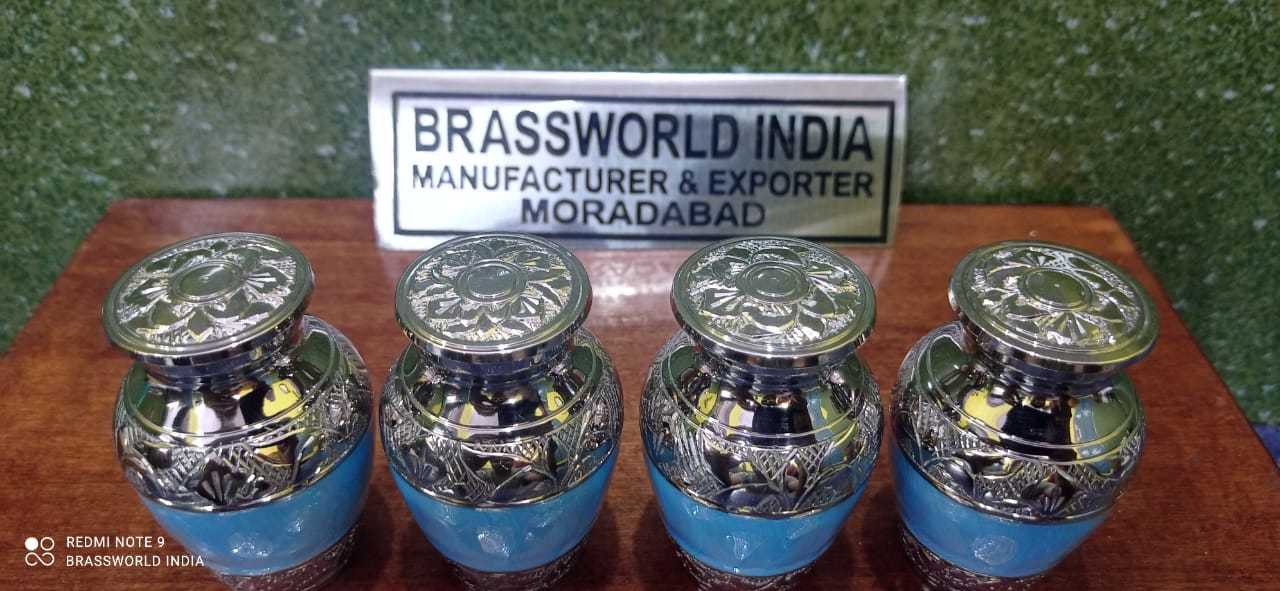 BRASSWORLD INDIA
MANUFACTURER & EXPORTER
MORADABAD
REDMI NOTE 9
BRASSWORLD INDIA